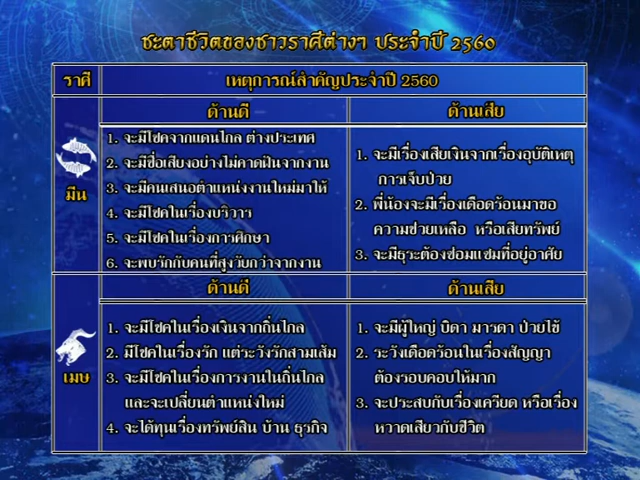 ชะตาชีวิตของชาวราศีต่างๆ ประจำปี 2560
ราศี
เหตุการณ์สำคัญประจำปี 2560
ด้านดี
ด้านเสีย
มีน
1. จะมีโชคจากแดนไกล ต่างประเทศ
2. จะมีชื่อเสียงอย่างไม่คาดฝันจากงาน
3. จะมีคนเสนอตำแหน่งงานใหม่มาให้
4. จะมีโชคในเรื่องบริวาร
5. จะมีโชคในเรื่องการศึกษา
6. จะพบรักกับคนที่สูงวัยกว่าจากงาน
1. จะมีเรื่องเสียเงินจากเรื่องอุบัติเหตุ
การเจ็บป่วย
2. พี่น้องจะมีเรื่องเดือดร้อนมาขอ
ความช่วยเหลือ หรือเสียทรัพย์
3. จะมีธุระต้องซ่อมแซมที่อยู่อาศัย
ด้านดี
ด้านเสีย
เมษ
1. จะมีโชคในเรื่องเงินจากถิ่นไกล
2. มีโชคในเรื่องรัก แต่ระวังรักสามเส้า
3. จะมีโชคในเรื่องการงานในถิ่นไกล
และจะเปลี่ยนตำแหน่งใหม่
4. จะได้ทุนเรื่องทรัพย์สิน บ้าน ธุรกิจ
1. จะมีผู้ใหญ่ บิดา มารดา ป่วยไข้
2. ระวังเดือดร้อนในเรื่องสัญญา
ต้องรอบคอบให้มาก
3. จะประสบกับเรื่องเครียด หรือเรื่อง
หวาดเสียวกับชีวิต